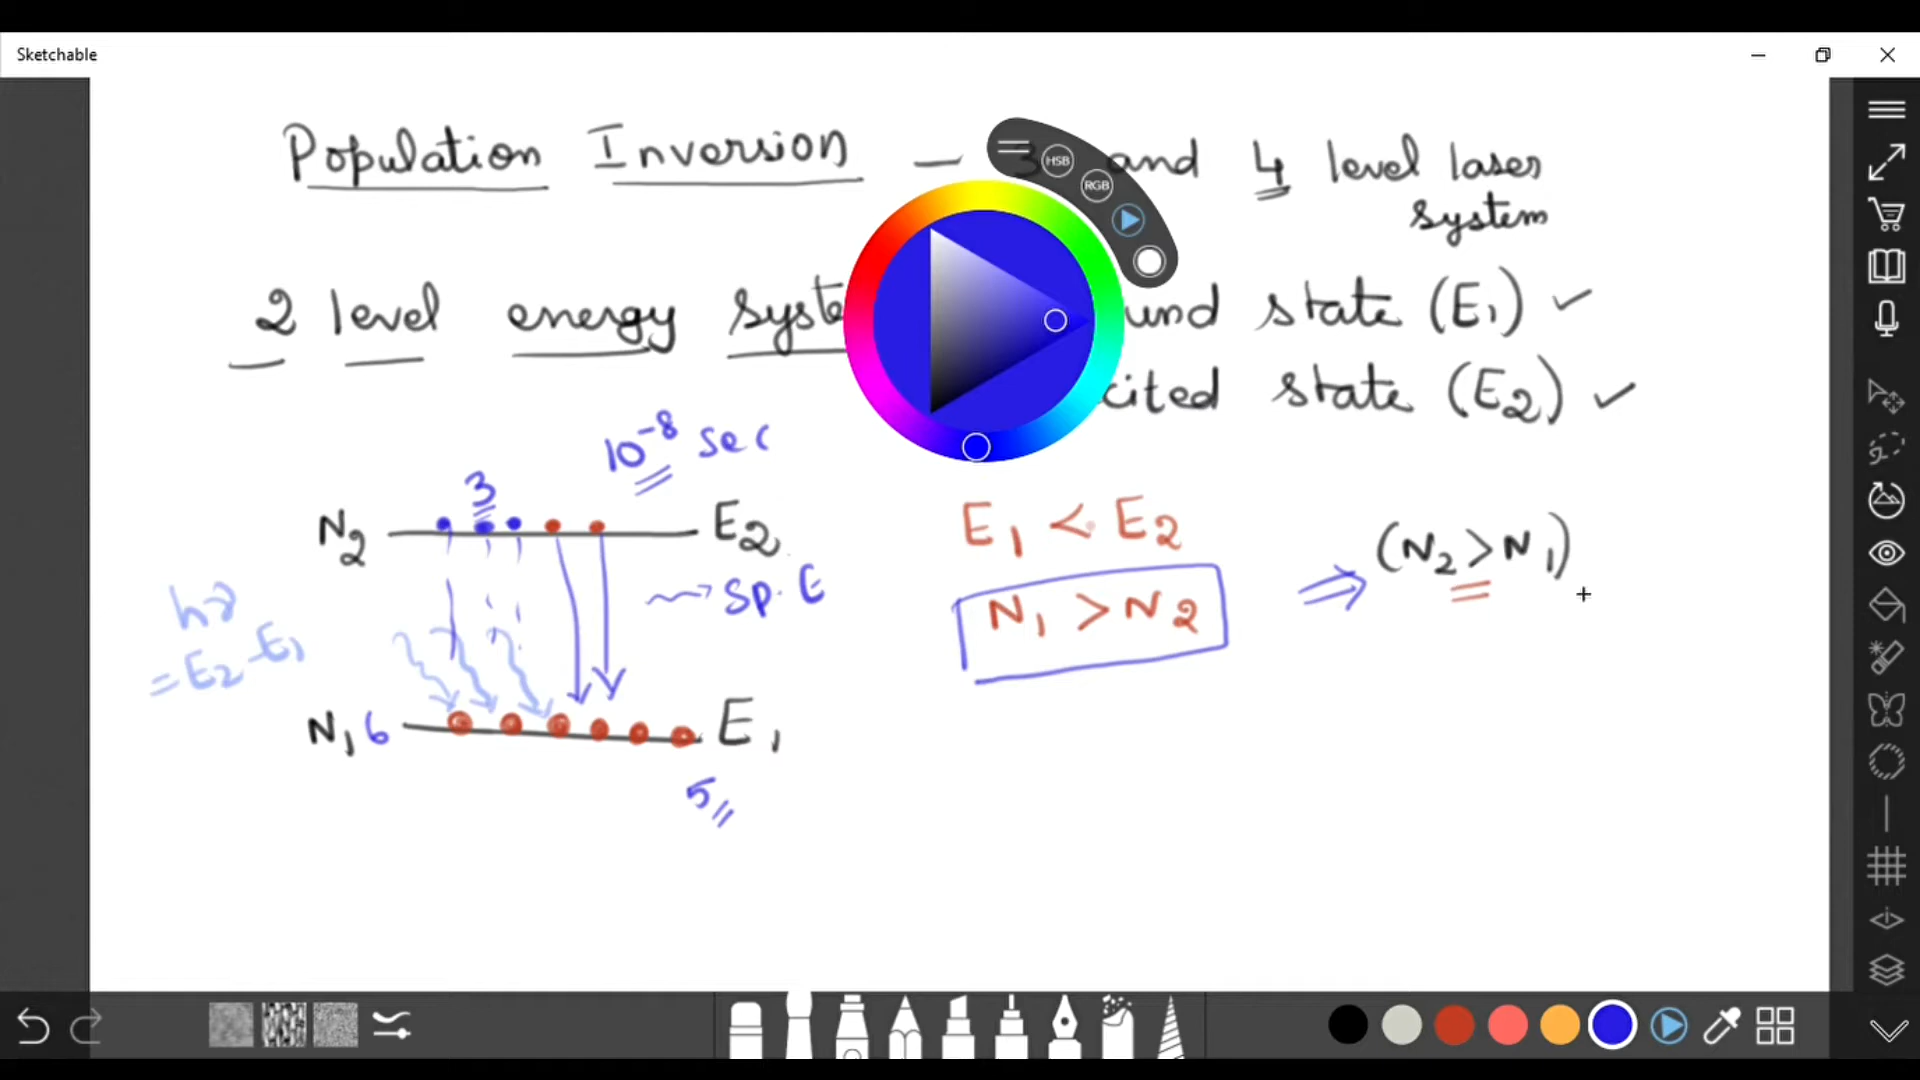 Sketchable
Population Inversion — 3 and 4 level laser
system
HSB
RGB
2 level energy syste und state (E1) ✓
cited state (E2) ✓
10-8 sec
3
N2 E2
E1 < E2
(N2 > N1)
hν
= E2 - E1
Sp. E
N1 > N2 ⇒
N1 6 E1
5